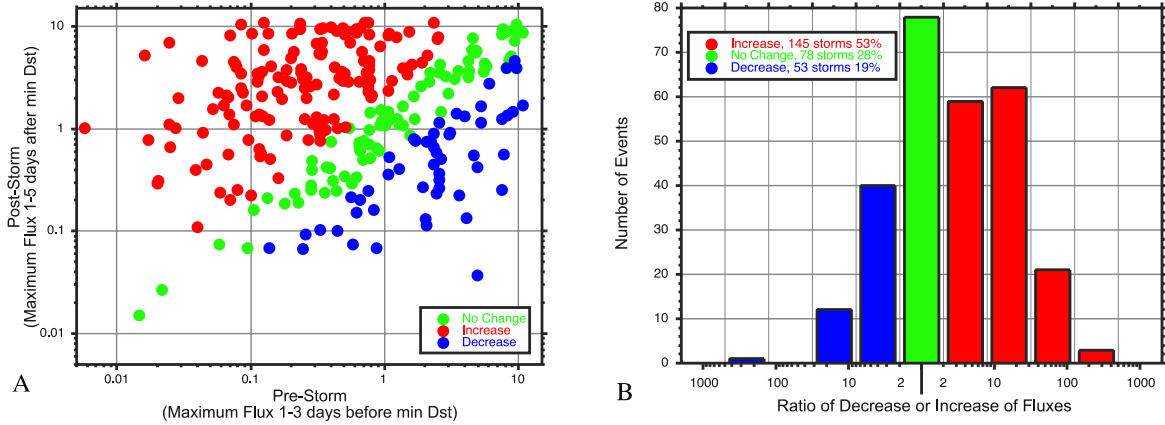 Post-Storm
(Maximum Flux 1-5 days after min Dst)
10
1
0.1
0.01
No Change
Increase
Decrease
0.01 0.1 1 10
A
Pre-Storm
(Maximum Flux 1-3 days before min Dst)
Number of Events
80
70
60
50
40
30
20
10
0
Increase, 145 storms 53%
No Change, 78 storms 28%
Decrease, 53 storms 19%
1000 100 10 2 2 10 100 1000
B
Ratio of Decrease or Increase of Fluxes